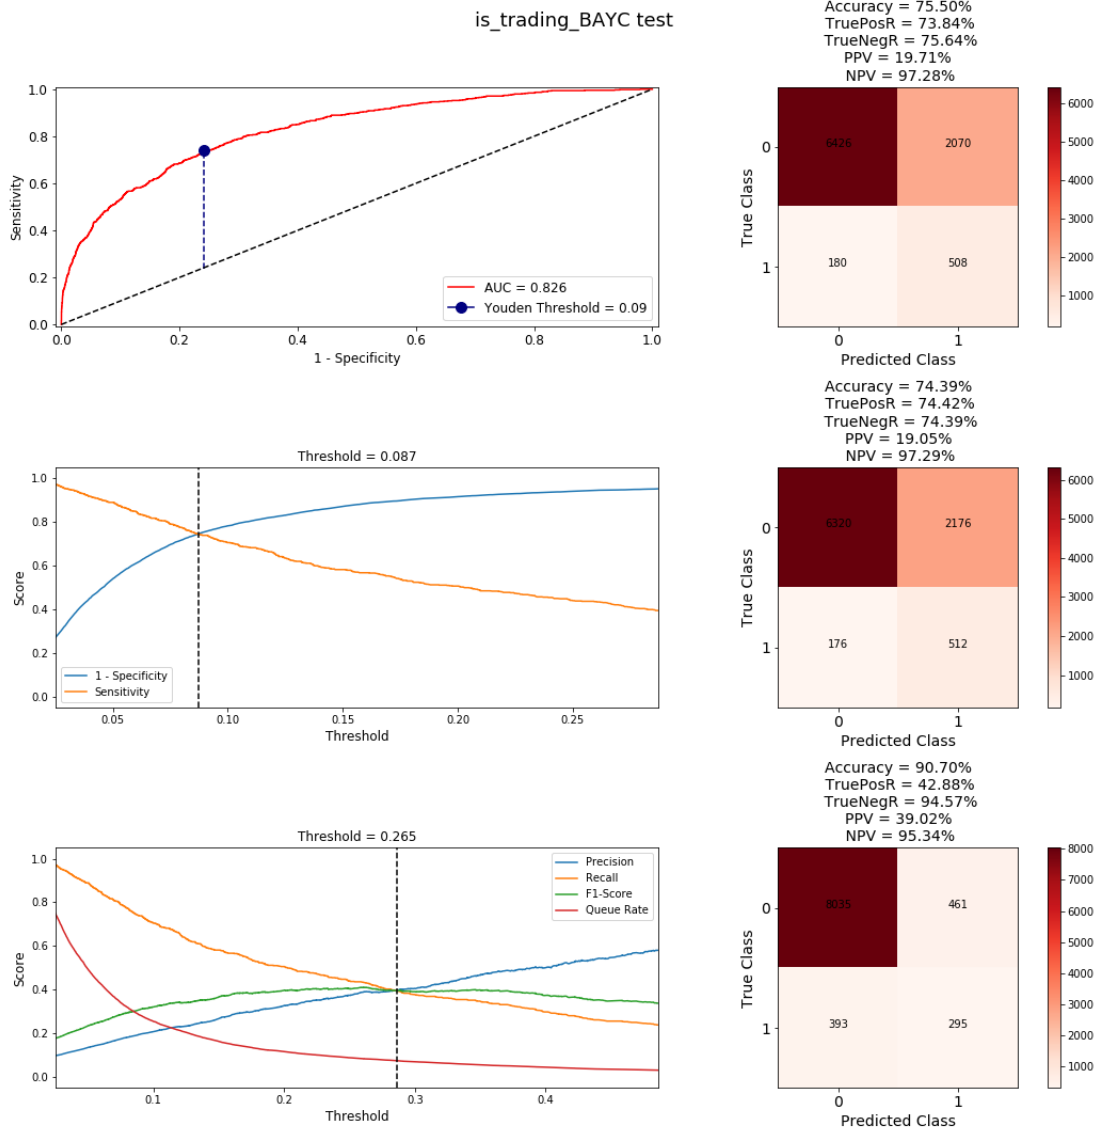 is_trading_BAYC test
1.0
0.8
0.6
0.4
0.2
0.0
Sensitivity
0.0 0.2 0.4 0.6 0.8 1.0
1 - Specificity
AUC = 0.826
Youden Threshold = 0.09
Accuracy = 75.50%
TruePosR = 73.84%
TrueNegR = 75.64%
PPV = 19.71%
NPV = 97.28%
True Class
0
1
6426 2070
180 508
0 1
Predicted Class
6000
5000
4000
3000
2000
1000
Threshold = 0.087
1.0
0.8
0.6
0.4
0.2
0.0
Score
1 - Specificity
Sensitivity
0.05 0.10 0.15 0.20 0.25
Threshold
Accuracy = 74.39%
TruePosR = 74.42%
TrueNegR = 74.39%
PPV = 19.05%
NPV = 97.29%
True Class
0
1
6320 2176
176 512
0 1
Predicted Class
6000
5000
4000
3000
2000
1000
Threshold = 0.265
1.0
0.8
0.6
0.4
0.2
0.0
Score
Precision
Recall
F1-Score
Queue Rate
0.1 0.2 0.3 0.4
Threshold
Accuracy = 90.70%
TruePosR = 42.88%
TrueNegR = 94.57%
PPV = 39.02%
NPV = 95.34%
True Class
0
1
8035 461
393 295
0 1
Predicted Class
8000
7000
6000
5000
4000
3000
2000
1000